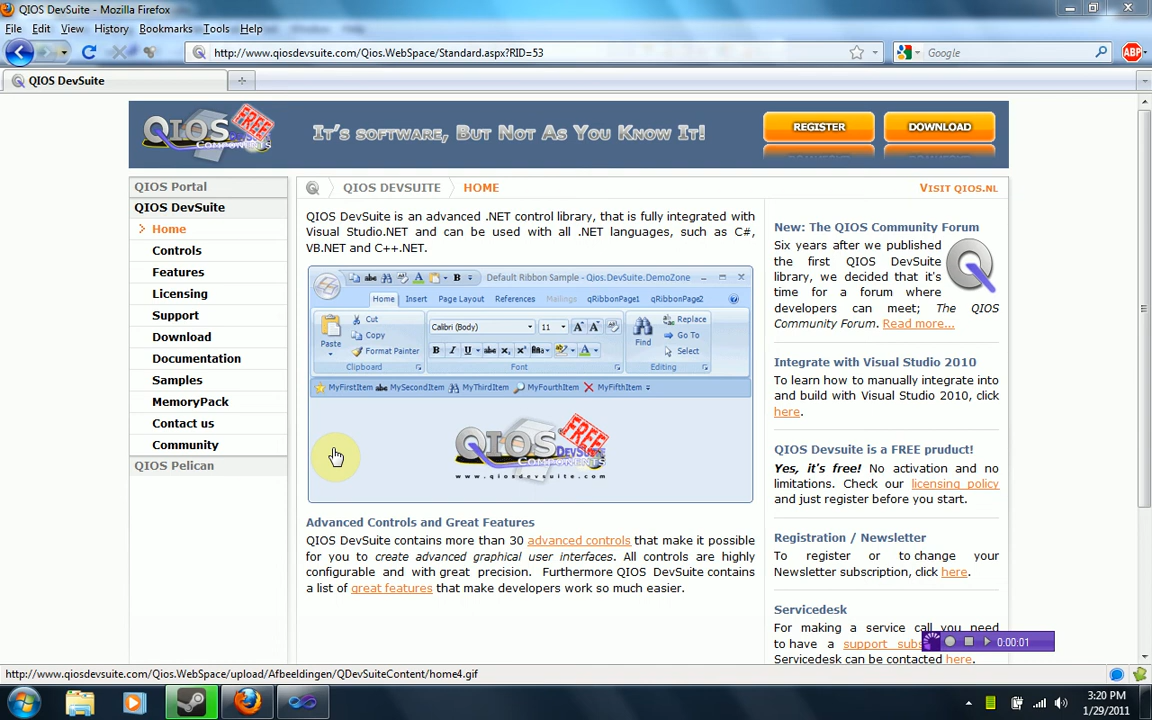 QIOS DevSuite - Mozilla Firefox
File Edit View History Bookmarks Tools Help
http://www.qiosdevsuite.com/Qios.WebSpace/Standard.aspx?RID=53
Google
ABP
QIOS DevSuite
QIOS
FREE
COMPONENTS
It's software, But Not As You Know It!
REGISTER
DOWNLOAD
QIOS Portal
QIOS DevSuite
Home
Controls
Features
Licensing
Support
Download
Documentation
Samples
MemoryPack
Contact us
Community
QIOS Pelican
QIOS DEVSUITE HOME
VISIT QIOS.NL
QIOS DevSuite is an advanced .NET control library, that is fully integrated with
Visual Studio.NET and can be used with all .NET languages, such as C#,
VB.NET and C++.NET.
Default Ribbon Sample - Qios.DevSuite.DemoZone
Home Insert Page Layout References Mailings qRibbonPage1 qRibbonPage2
Paste
Cut
Copy
Format Painter
Clipboard
Calibri (Body) 11
Font
Find
Replace
Go To
Select
Editing
MyFirstItem MySecondItem MyThirdItem MyFourthItem MyFifthItem
QIOS
FREE
DEVSUITE
COMPONENTS
www.qiosdevsuite.com
Advanced Controls and Great Features
QIOS DevSuite contains more than 30 advanced controls that make it possible
for you to create advanced graphical user interfaces. All controls are highly
configurable and with great precision. Furthermore QIOS DevSuite contains
a list of great features that make developers work so much easier.
New: The QIOS Community Forum
Six years after we published
the first QIOS DevSuite
library, we decided that it's
time for a forum where
developers can meet; The QIOS
Community Forum. Read more...
Integrate with Visual Studio 2010
To learn how to manually integrate into
and build with Visual Studio 2010, click
here.
QIOS Devsuite is a FREE pruduct!
Yes, it's free! No activation and no
limitations. Check our licensing policy
and just register before you start.
Registration / Newsletter
To register or to change your
Newsletter subscription, click here.
Servicedesk
For making a service call you need
to have a support subs
Servicedesk can be contacted here.
0:00:01
http://www.qiosdevsuite.com/Qios.WebSpace/upload/Afbeeldingen/QDevSuiteContent/home4.gif
3:20 PM
1/29/2011